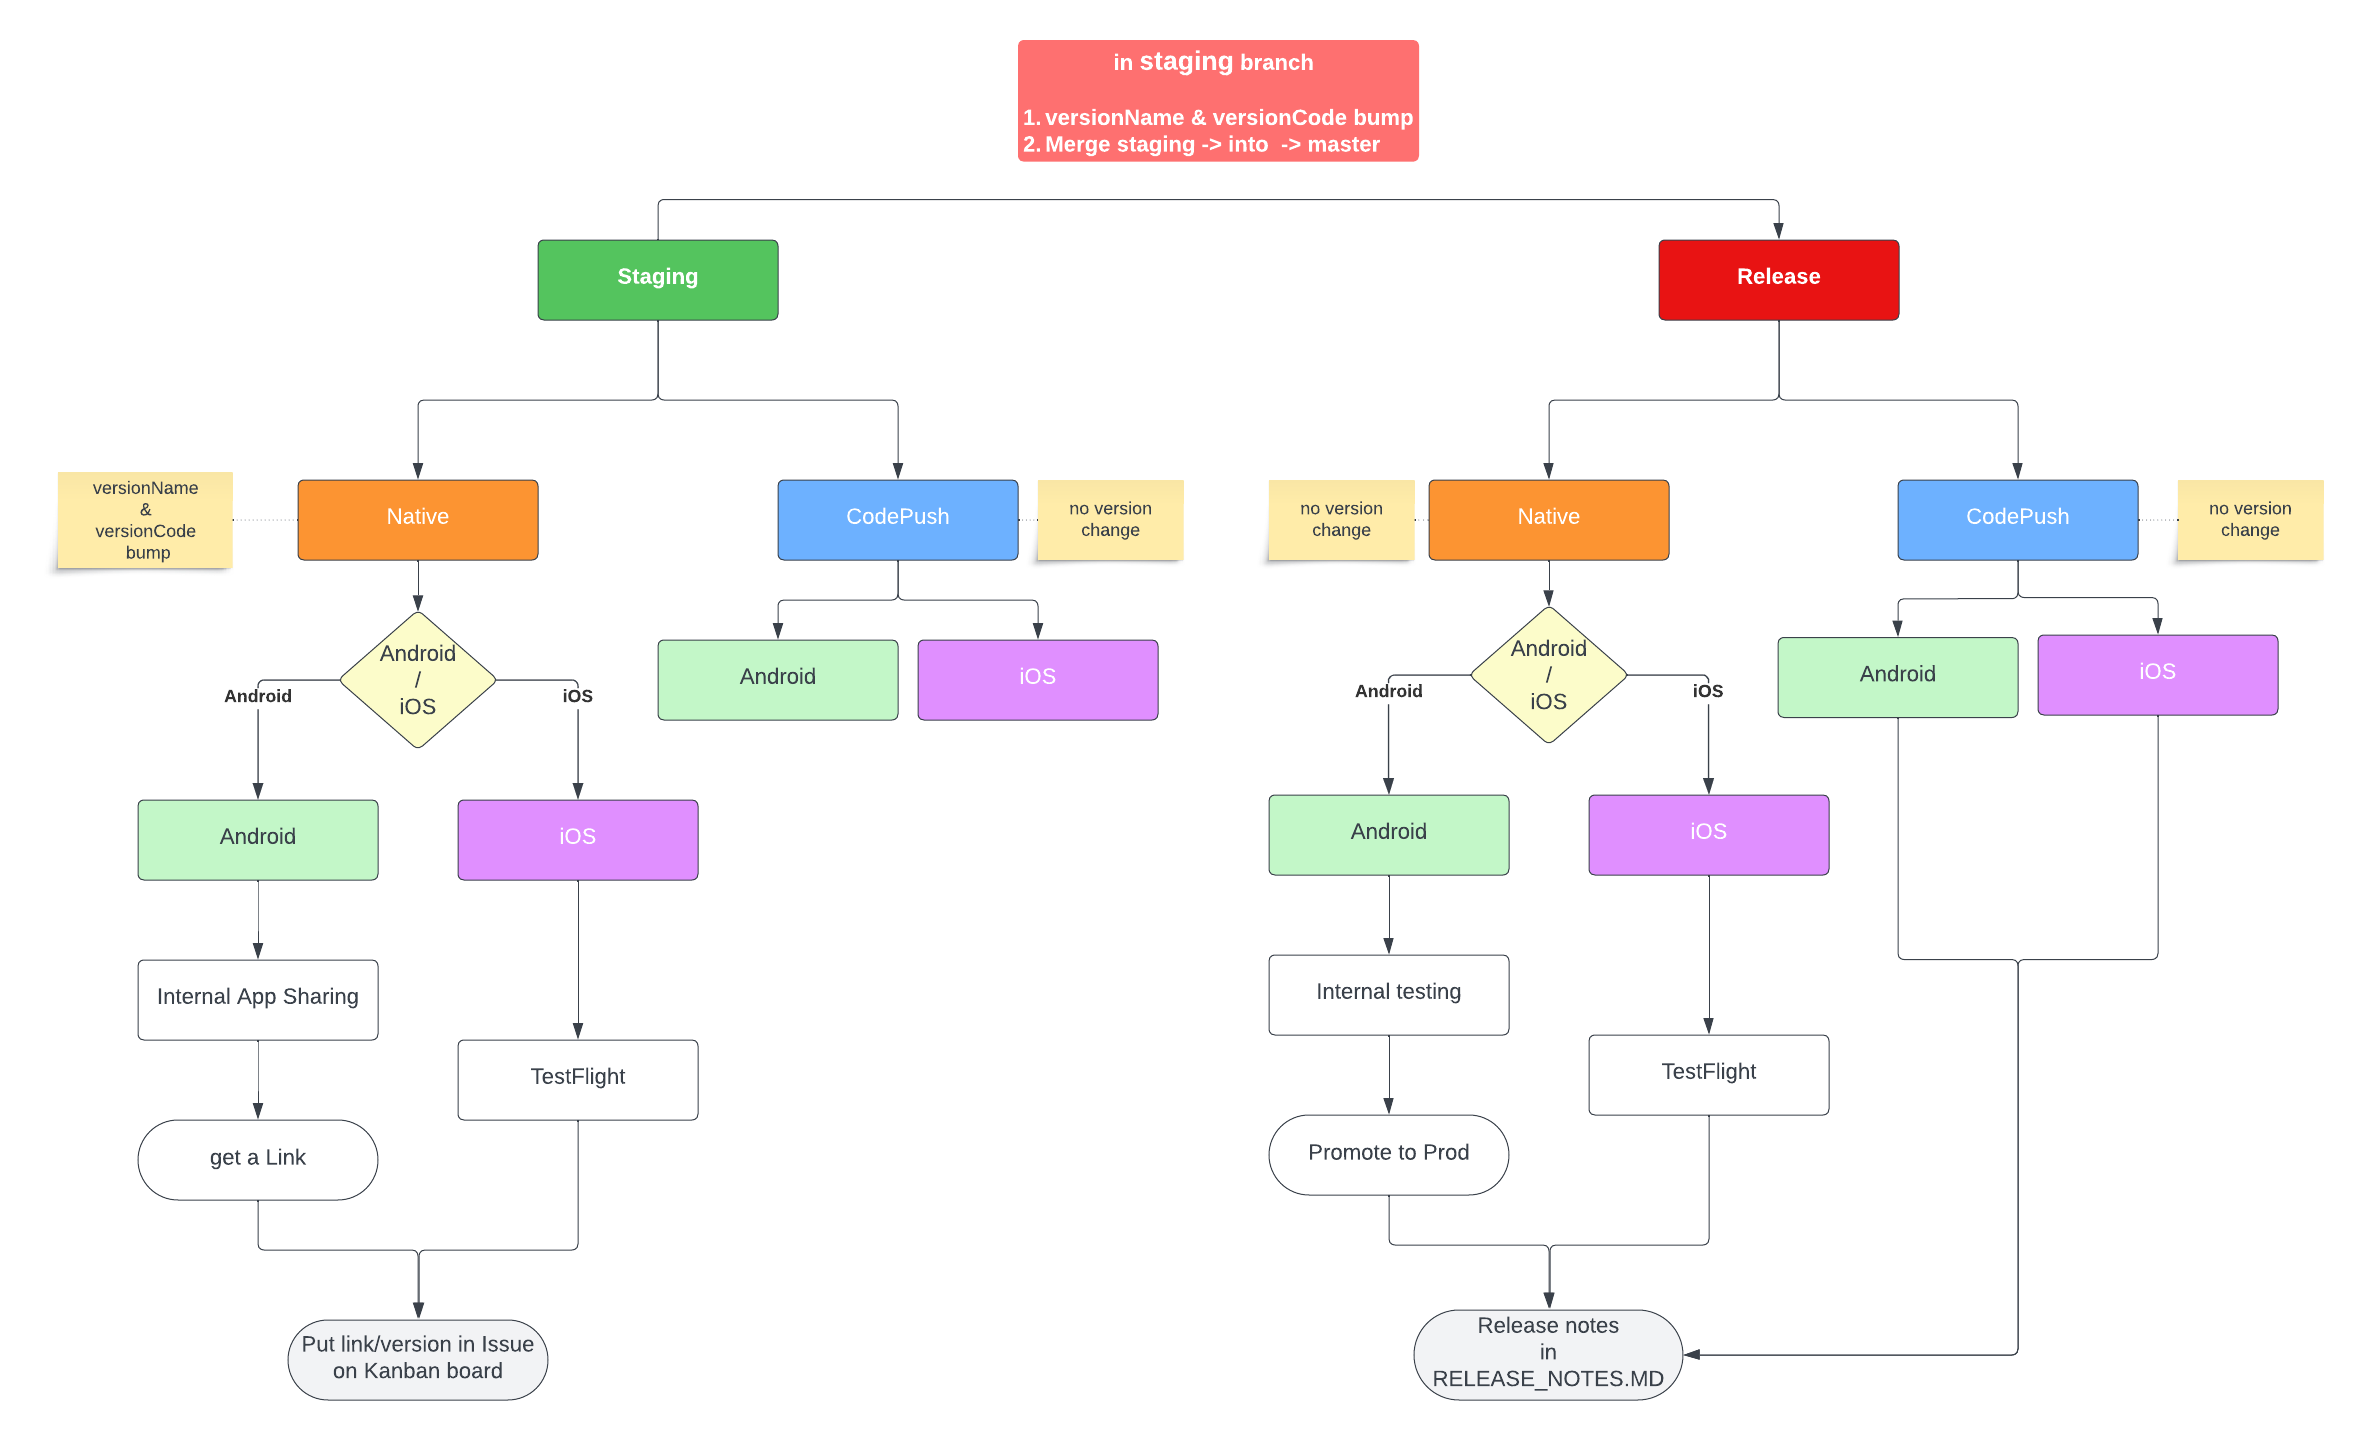 in staging branch
1. versionName & versionCode bump
2. Merge staging -> into -> master
Staging
Release
versionName
&
versionCode
bump
Native
CodePush
no version
change
no version
change
Native
CodePush
no version
change
Android
/
iOS
Android
iOS
Android
iOS
Android
/
iOS
Android
iOS
Android
iOS
Android
iOS
Android
iOS
Internal App Sharing
Internal testing
TestFlight
TestFlight
get a Link
Promote to Prod
Put link/version in Issue
on Kanban board
Release notes
in
RELEASE_NOTES.MD